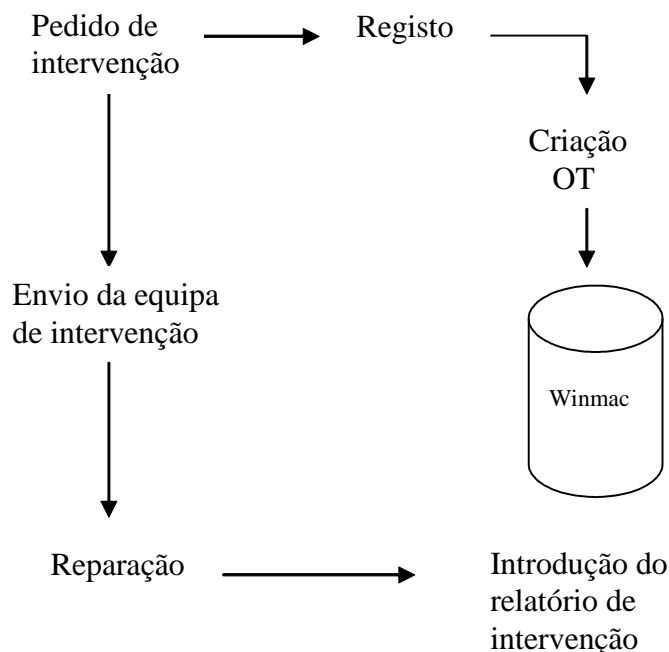 Pedido de
intervenção
Registo
Criação
OT
Envio da equipa
de intervenção
Winmac
Reparação
Introdução do
relatório de
intervenção